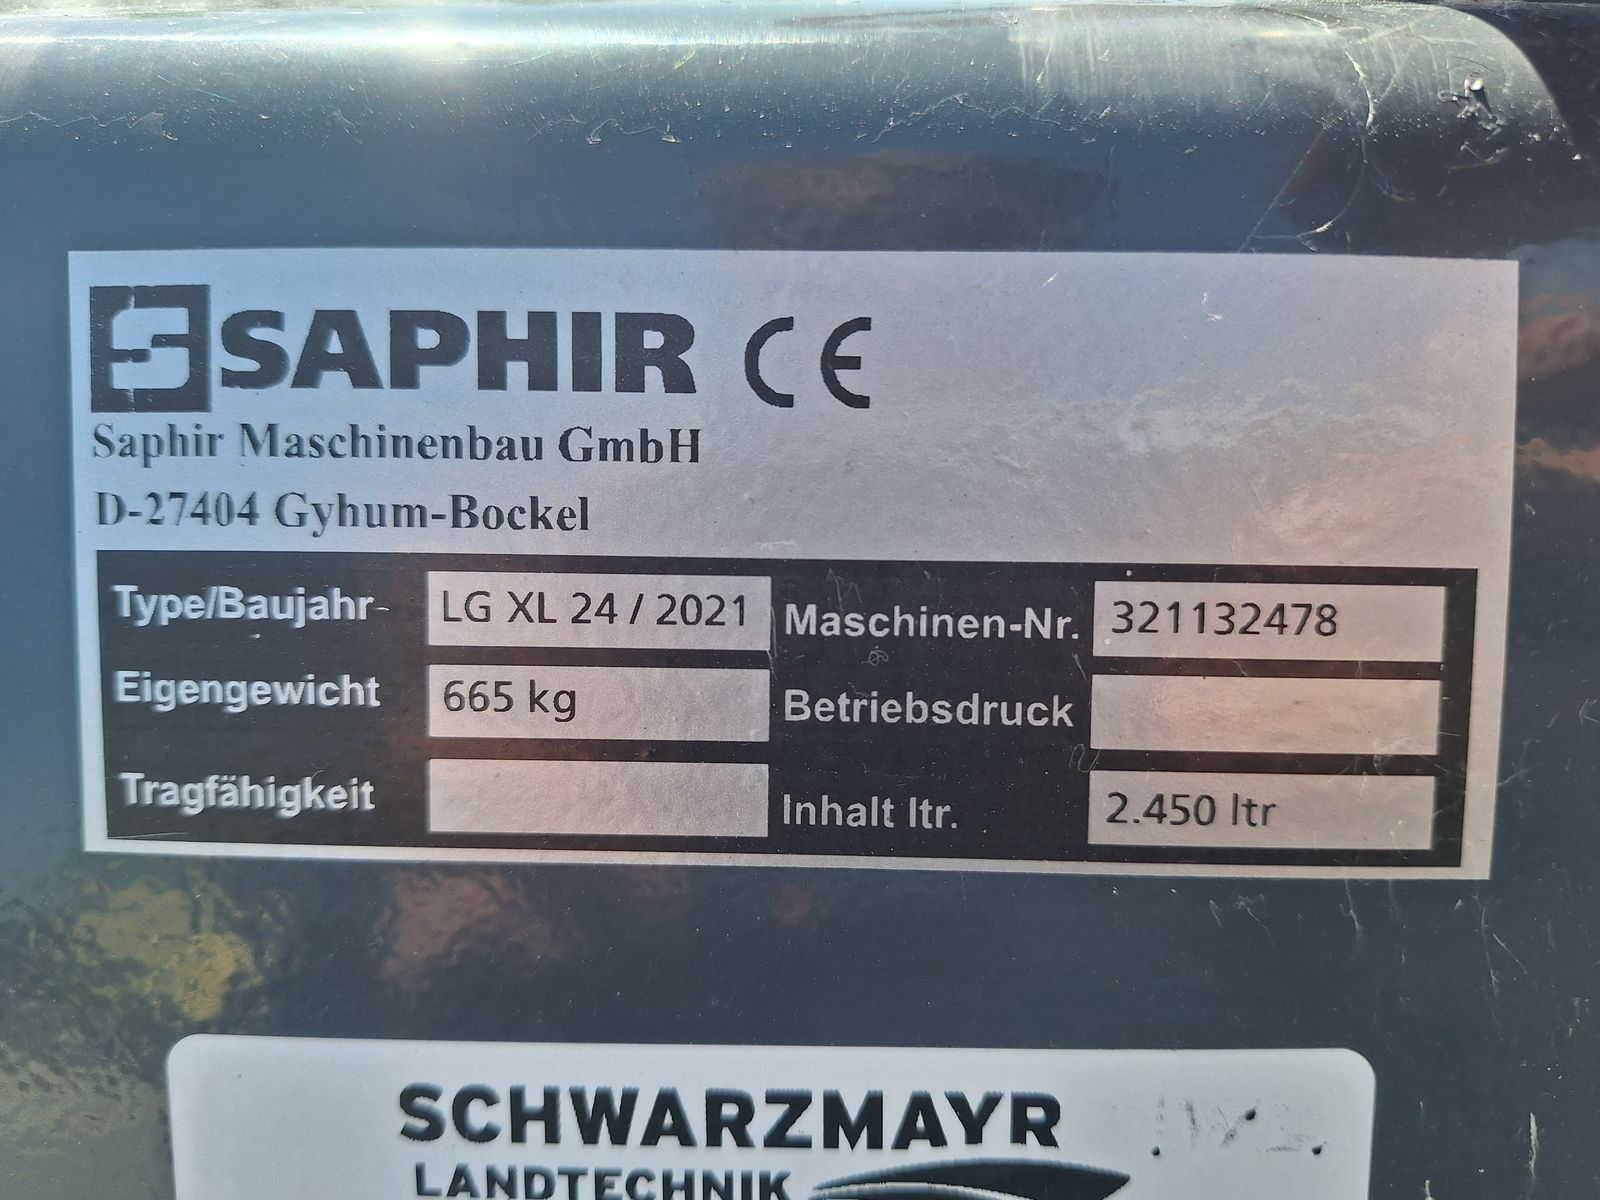 SAPHIR CE
Saphir Maschinenbau GmbH
D-27404 Gyhum-Bockel
Type/Baujahr LG XL 24 / 2021 Maschinen-Nr. 321132478
Eigengewicht 665 kg Betriebsdruck
Tragfähigkeit Inhalt ltr. 2.450 ltr
SCHWARZMAYR
LANDTECHNIK